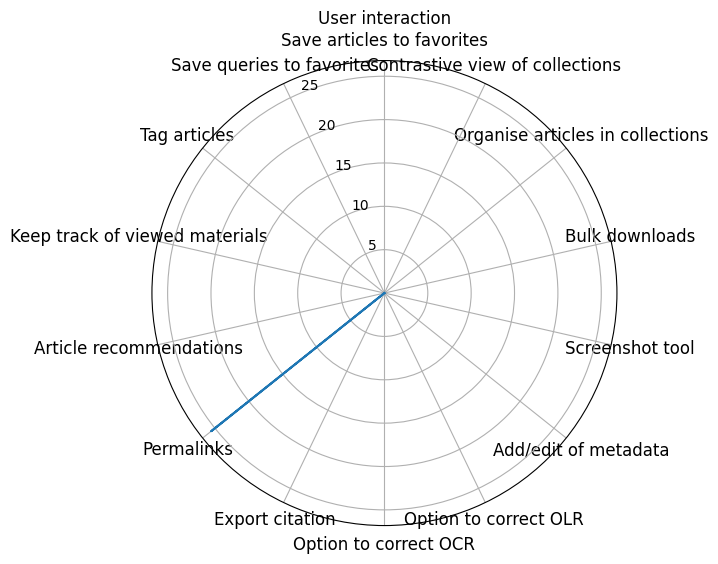 User interaction
Save articles to favorites
Save queries to favorites
Contrastive view of collections
25
Tag articles
20
Organise articles in collections
15
10
Keep track of viewed materials
5
Bulk downloads
Article recommendations
Screenshot tool
Permalinks
Add/edit of metadata
Export citation
Option to correct OLR
Option to correct OCR